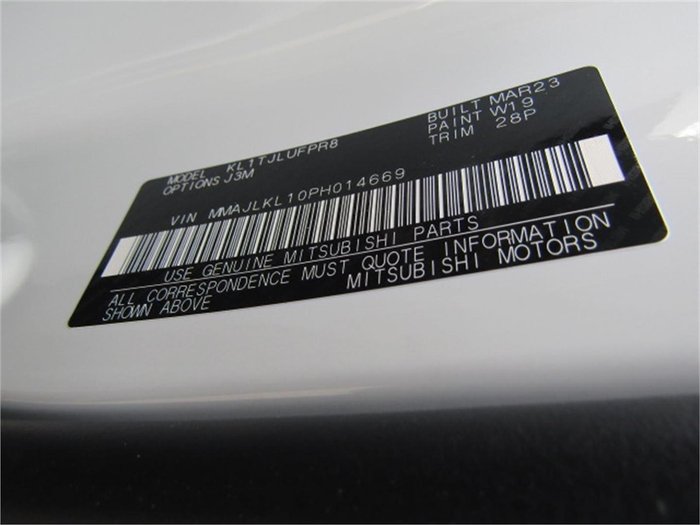 MODEL KL1TJLUFPR8
OPTIONS J3M
BUILT MAR23
PAINT W19
TRIM 28P
VIN MMAJLKL10PH014669
USE GENUINE MITSUBISHI PARTS
ALL CORRESPONDENCE MUST QUOTE INFORMATION
SHOWN ABOVE MITSUBISHI MOTORS